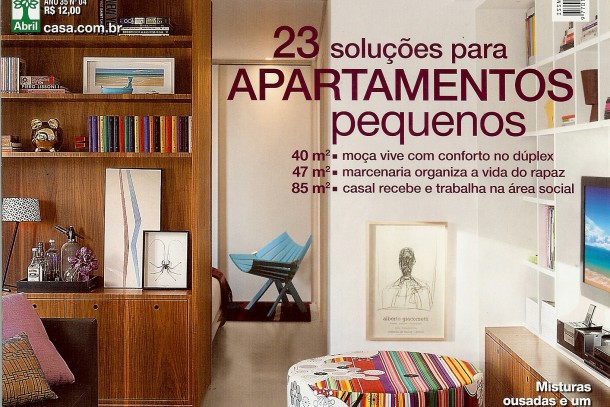 ANO 35 Nº 04
R$ 12,00
Abril
casa.com.br
23 soluções para
APARTAMENTOS
pequenos
40 m² ▪ moça vive com conforto no dúplex
47 m² ▪ marcenaria organiza a vida do rapaz
85 m² ▪ casal recebe e trabalha na área social
PIERO LISSONI
alberto giacometti
Misturas
ousadas e um